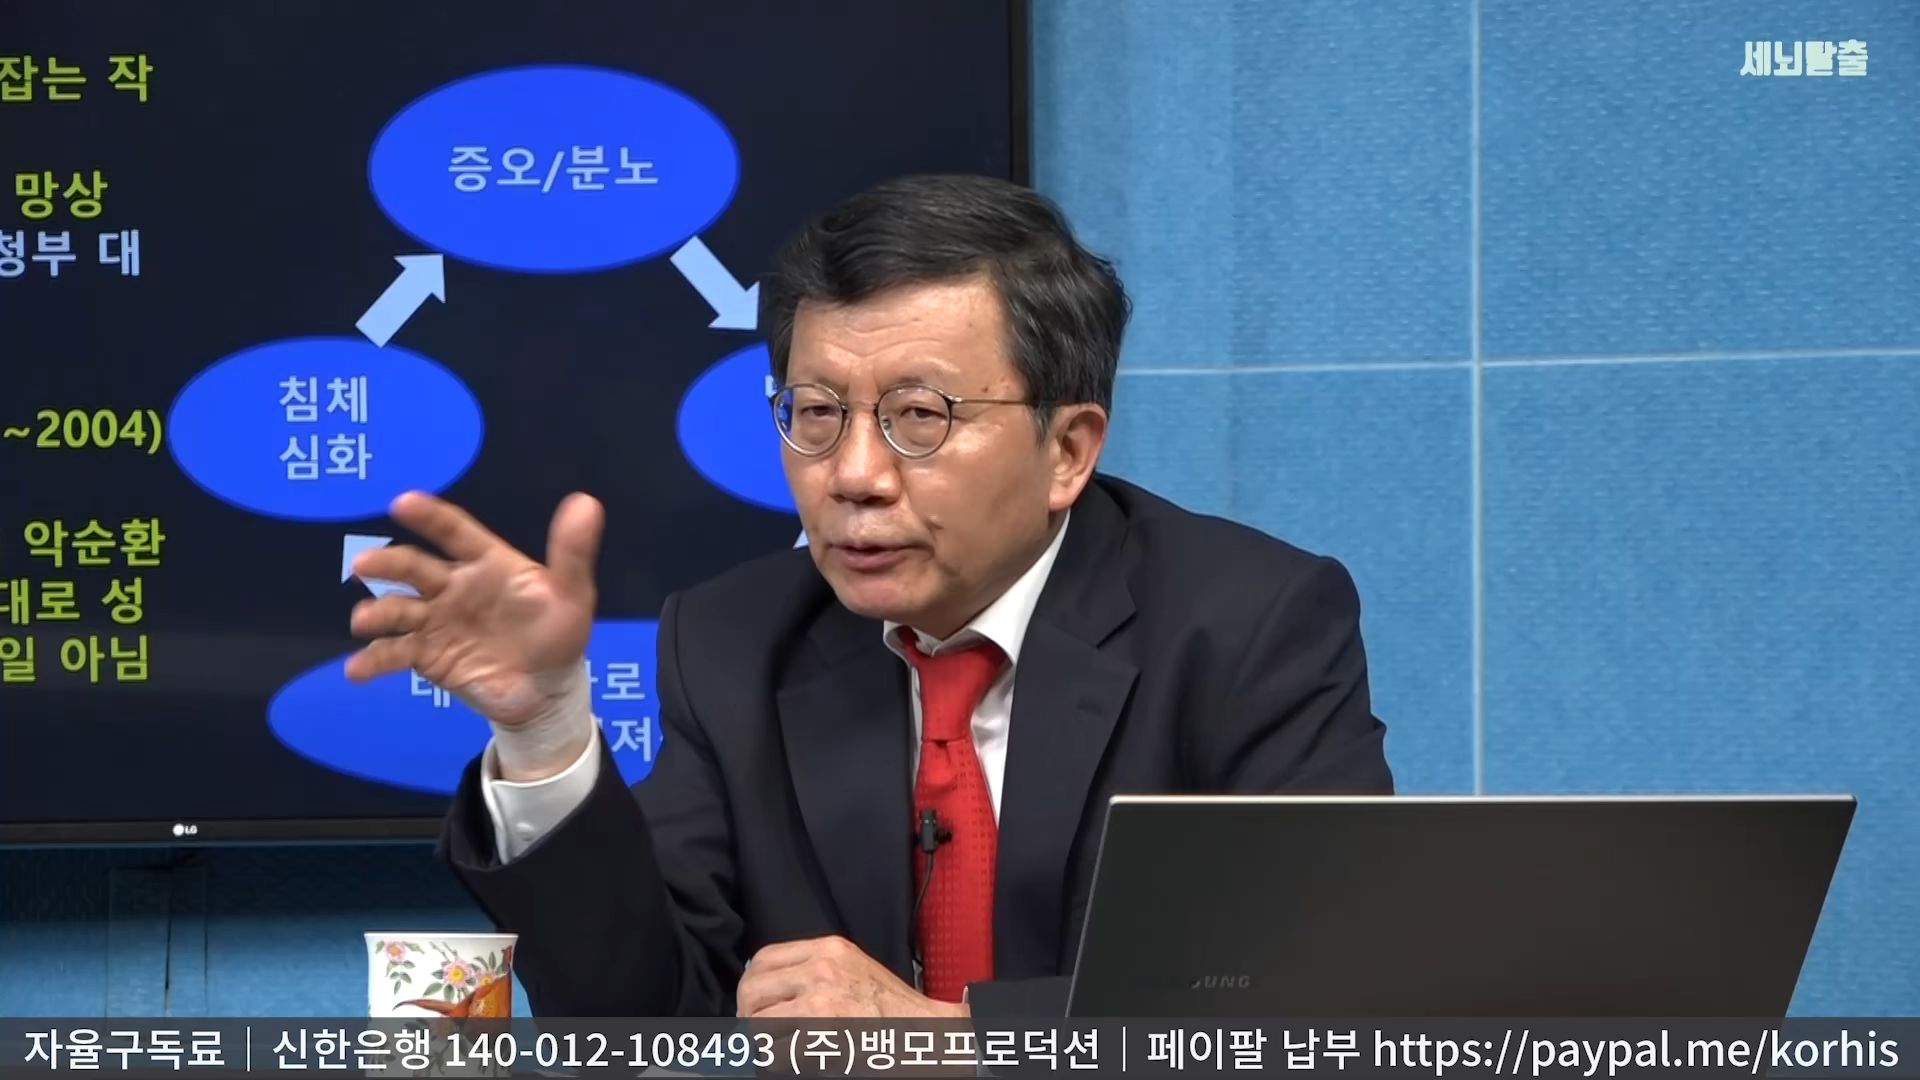 세뇌탈출
잡는 작
망상
청부 대
~2004)
악순환
대로 성
일 아님
증오/분노
침체
심화
LG
자율구독료｜신한은행 140-012-108493 (주)뱅모프로덕션｜페이팔 납부 https://paypal.me/korhis